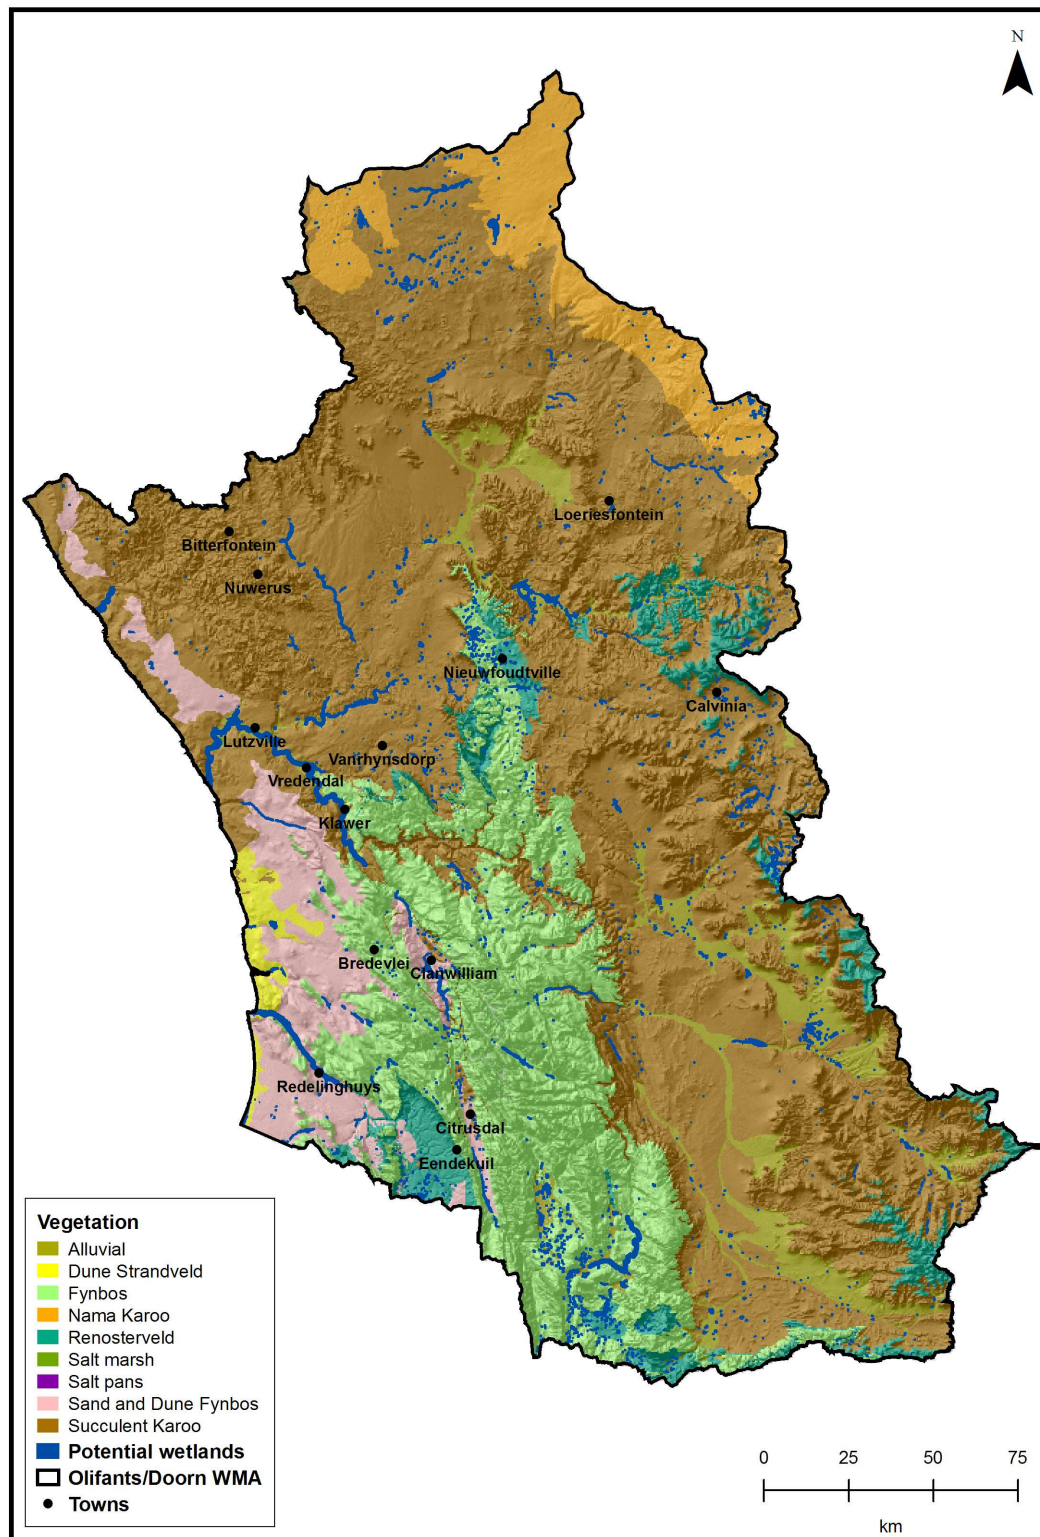 N
Loeriesfontein
Bitterfontein
Nuwerus
Nieuwfoudtville
Calvinia
Lutzville
Vanrhynsdorp
Vredendal
Klawer
Bredevlei
Clanwilliam
Redelinghuys
Citrusdal
Eendekuil
Vegetation
Alluvial
Dune Strandveld
Fynbos
Nama Karoo
Renosterveld
Salt marsh
Salt pans
Sand and Dune Fynbos
Succulent Karoo
Potential wetlands
Olifants/Doorn WMA
Towns
0 25 50 75
km